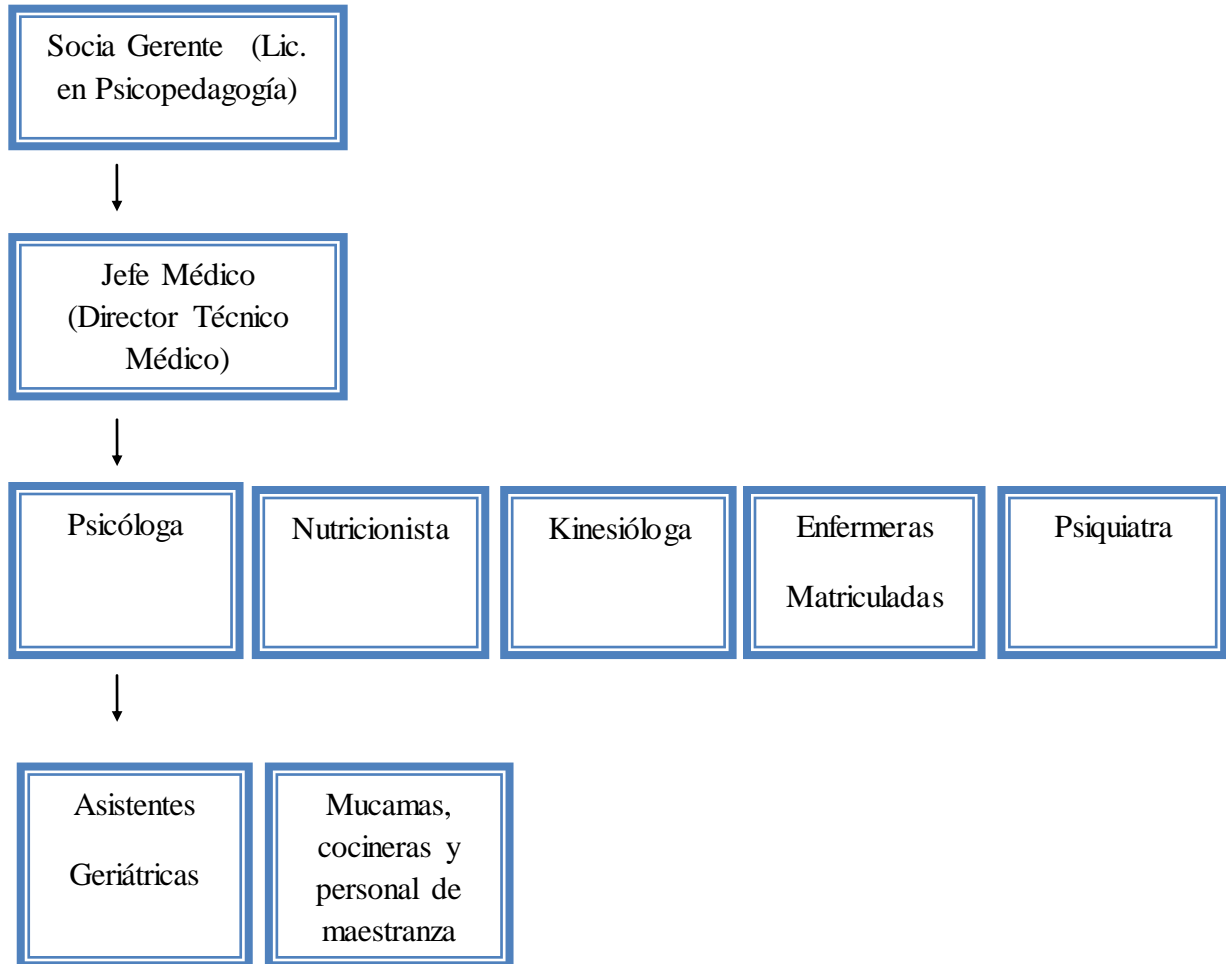 Socia Gerente (Lic.
en Psicopedagogía)
Jefe Médico
(Director Técnico
Médico)
Psicóloga
Nutricionista
Kinesióloga
Enfermeras
Matriculadas
Psiquiatra
Asistentes
Geriátricas
Mucamas,
cocineras y
personal de
maestranza